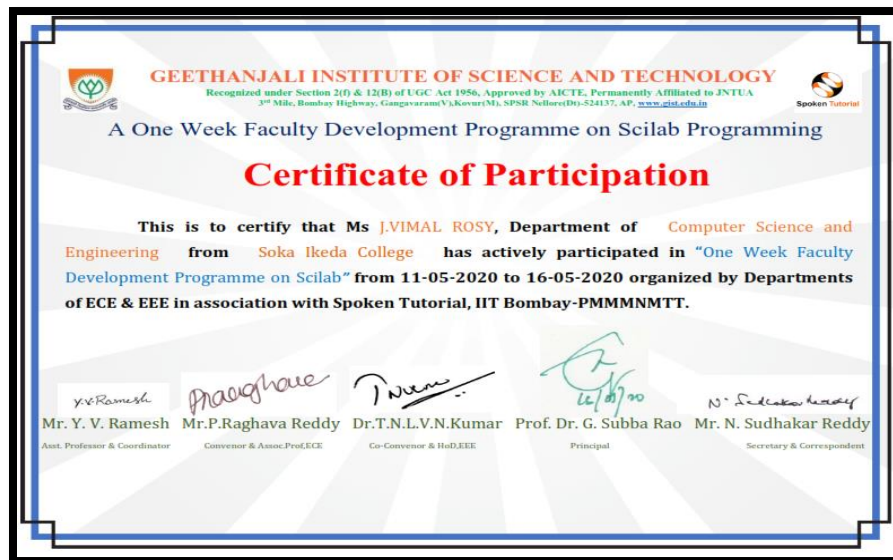 GEETHANJALI INSTITUTE OF SCIENCE AND TECHNOLOGY
Recognized under Section 2(f) & 12(B) of UGC Act 1956, Approved by AICTE, Permanently Affiliated to JNTUA
3rd Mile, Bombay Highway, Gangavaram(V),Kovur(M), SPSR Nellore(Dt)-524137, AP, www.gist.edu.in
Spoken Tutorial
A One Week Faculty Development Programme on Scilab Programming
Certificate of Participation
This is to certify that Ms J.VIMAL ROSY, Department of Computer Science and
Engineering from Soka Ikeda College has actively participated in "One Week Faculty
Development Programme on Scilab" from 11-05-2020 to 16-05-2020 organized by Departments
of ECE & EEE in association with Spoken Tutorial, IIT Bombay-PMMMNMTT.
Y.V.Ramesh
N. Sudhakar Reddy
Mr. Y. V. Ramesh Mr.P.Raghava Reddy Dr.T.N.L.V.N.Kumar Prof. Dr. G. Subba Rao Mr. N. Sudhakar Reddy
Asst. Professor & Coordinator Convenor & Assoc.Prof,ECE Co-Convenor & HoD,EEE Principal Secretary & Correspondent